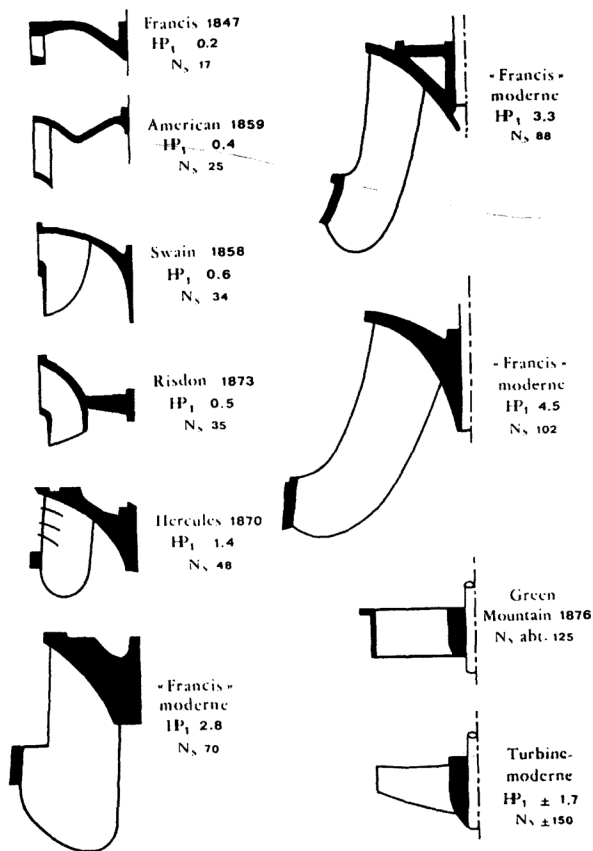 Francis 1847
HP₁ 0.2
Nₛ 17
American 1859
HP₁ 0.4
Nₛ 25
Swain 1858
HP₁ 0.6
Nₛ 34
Risdon 1873
HP₁ 0.5
Nₛ 35
Hercules 1870
HP₁ 1.4
Nₛ 48
«Francis»
moderne
HP₁ 2.8
Nₛ 70
«Francis»
moderne
HP₁ 3.3
Nₛ 88
«Francis»
moderne
HP₁ 4.5
Nₛ 102
Green
Mountain 1876
Nₛ abt. 125
Turbine-
moderne
HP₁ ± 1,7
Nₛ ±150